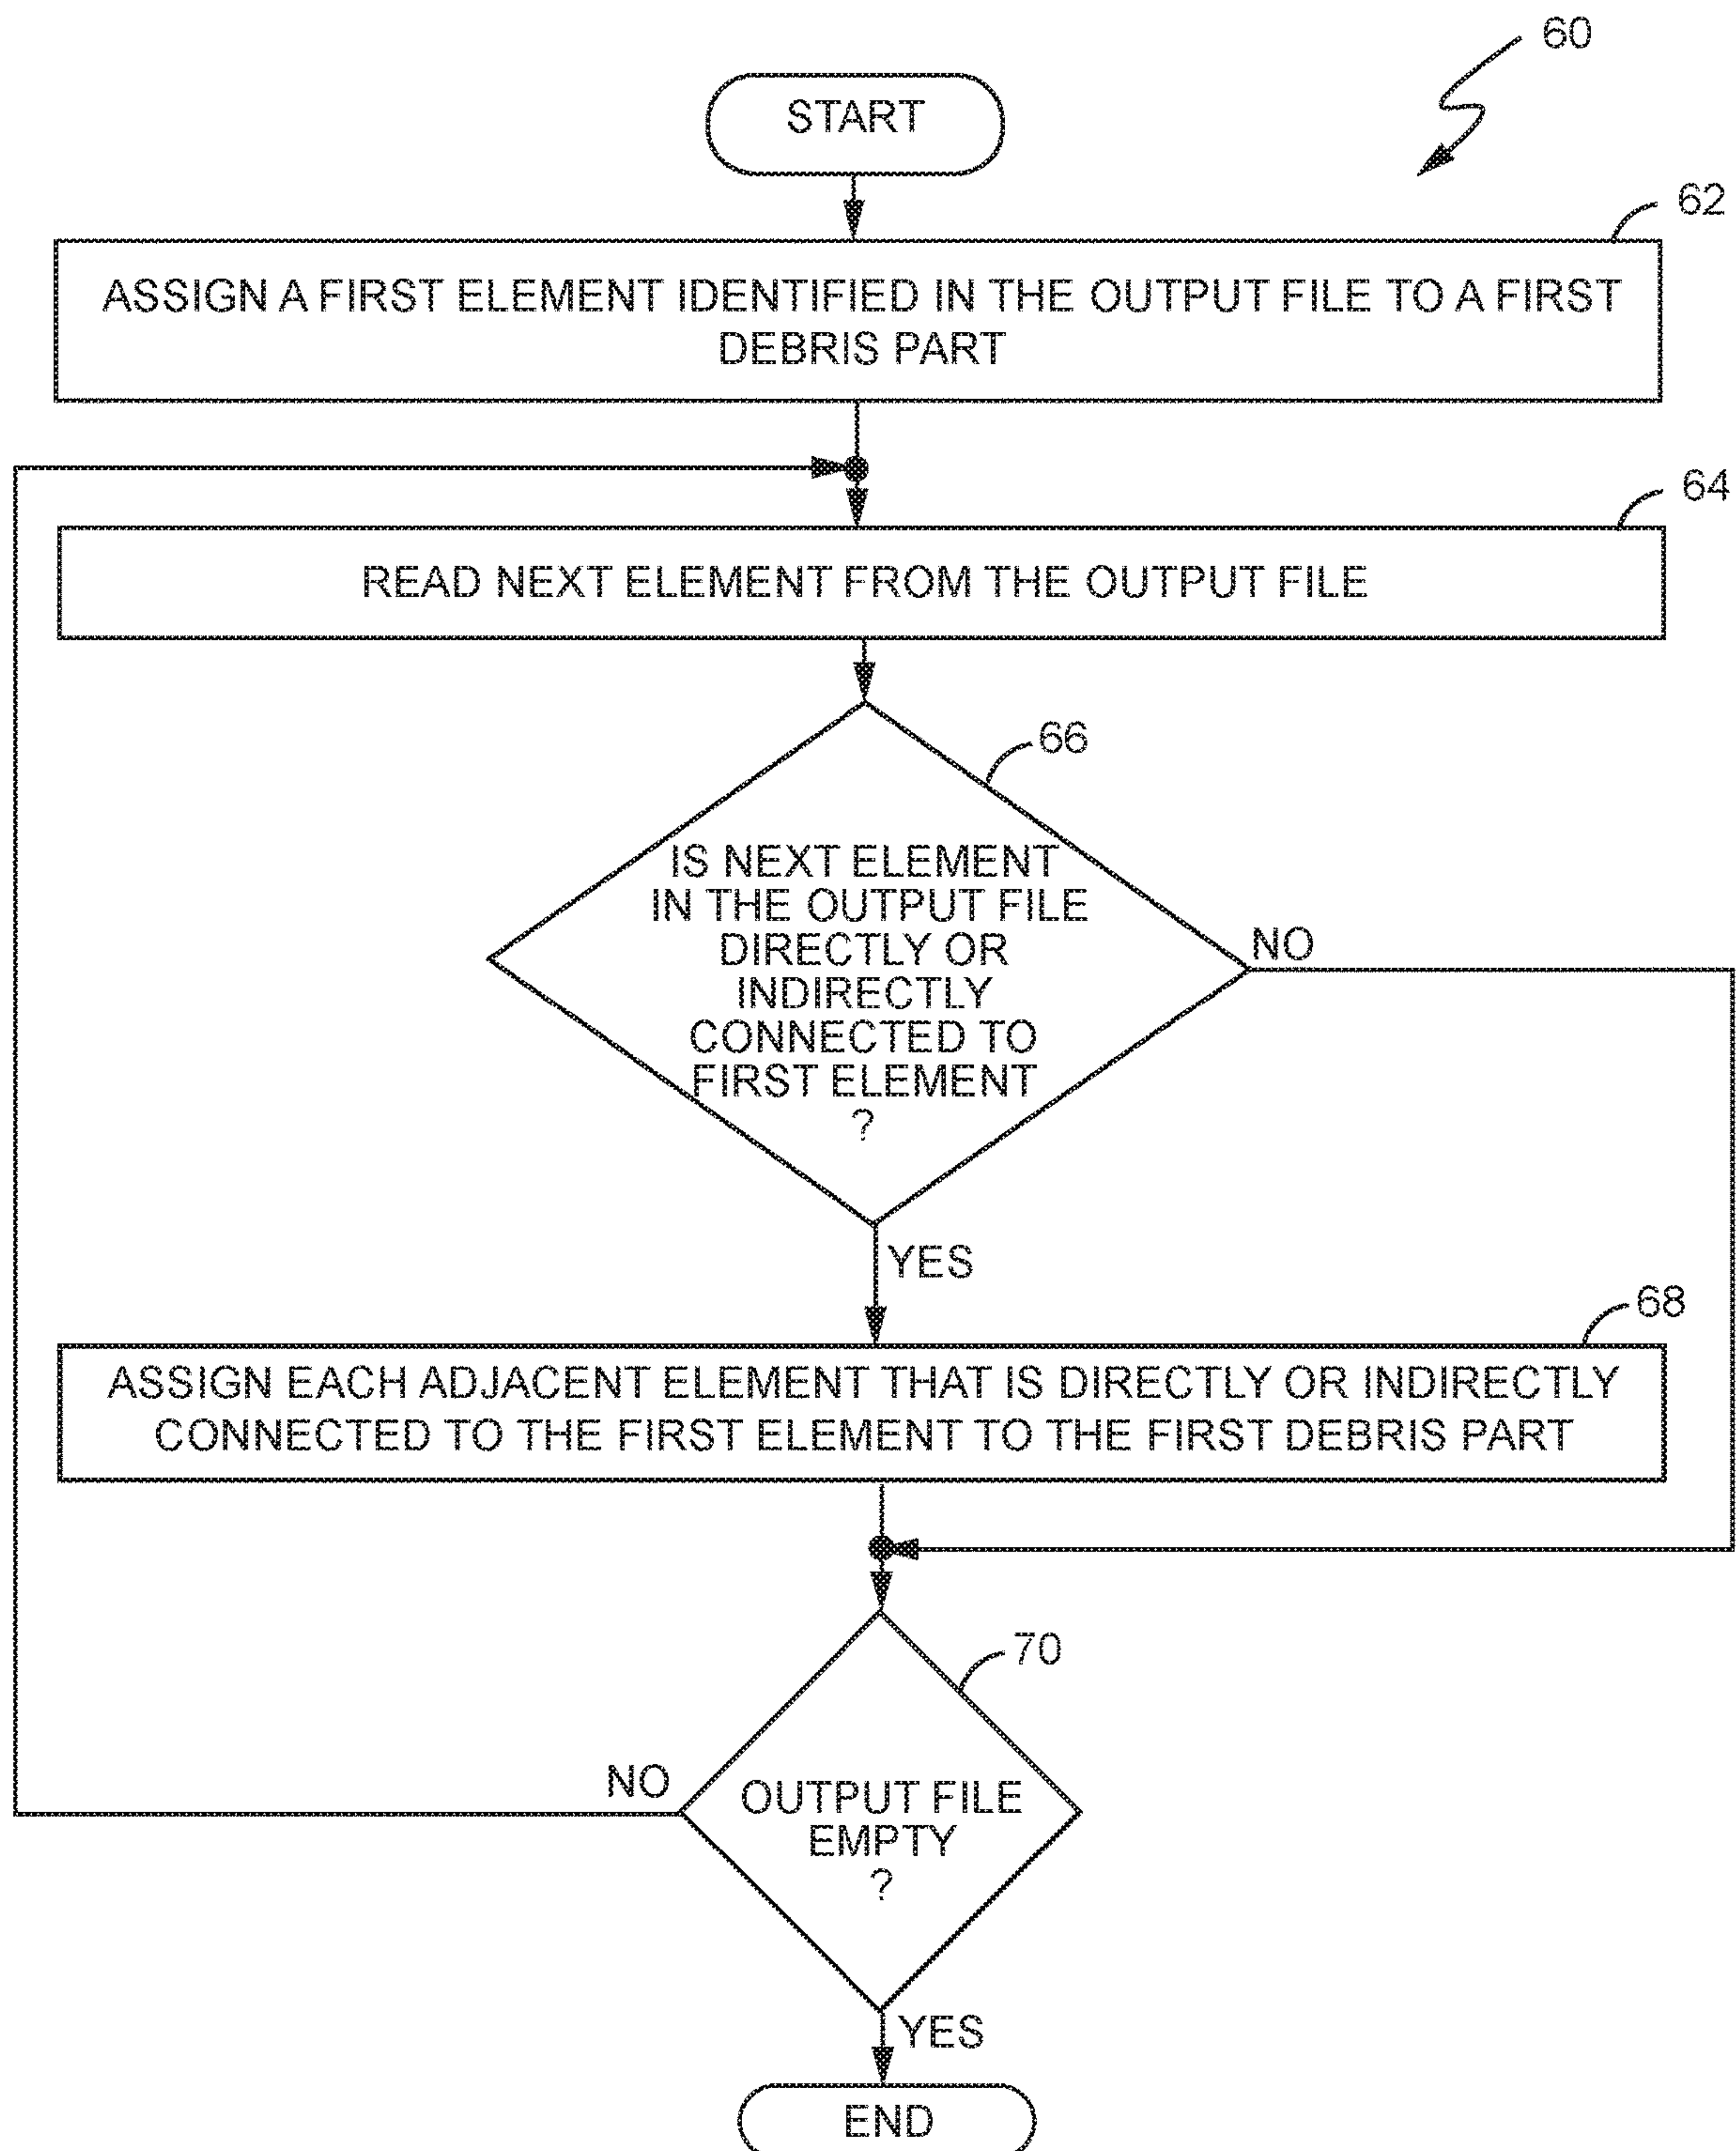 60
START
62
ASSIGN A FIRST ELEMENT IDENTIFIED IN THE OUTPUT FILE TO A FIRST
DEBRIS PART
64
READ NEXT ELEMENT FROM THE OUTPUT FILE
66
IS NEXT ELEMENT
IN THE OUTPUT FILE
DIRECTLY OR
INDIRECTLY
CONNECTED TO
FIRST ELEMENT
?
NO
YES
68
ASSIGN EACH ADJACENT ELEMENT THAT IS DIRECTLY OR INDIRECTLY
CONNECTED TO THE FIRST ELEMENT TO THE FIRST DEBRIS PART
70
NO
OUTPUT FILE
EMPTY
?
YES
END